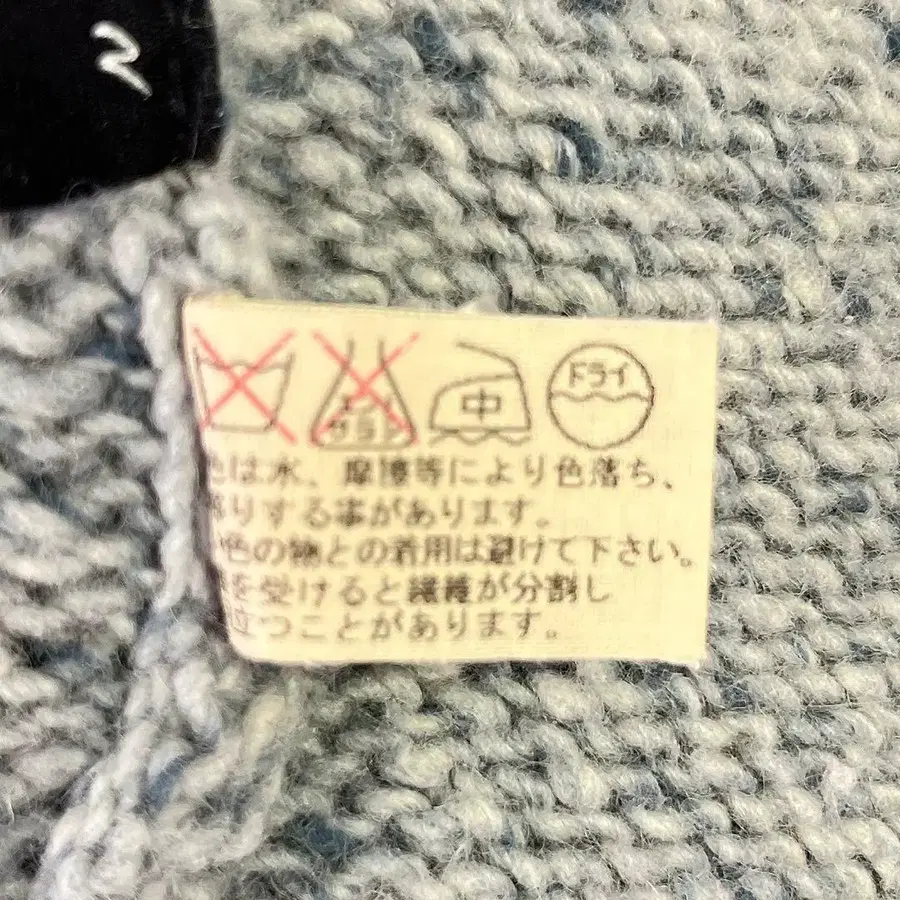 2
中
ドライ
は水、摩擦等により色落ち、
りする事があります。
色の物との着用は避けて下さい。
を受けると繊維が分割し
つことがあります。